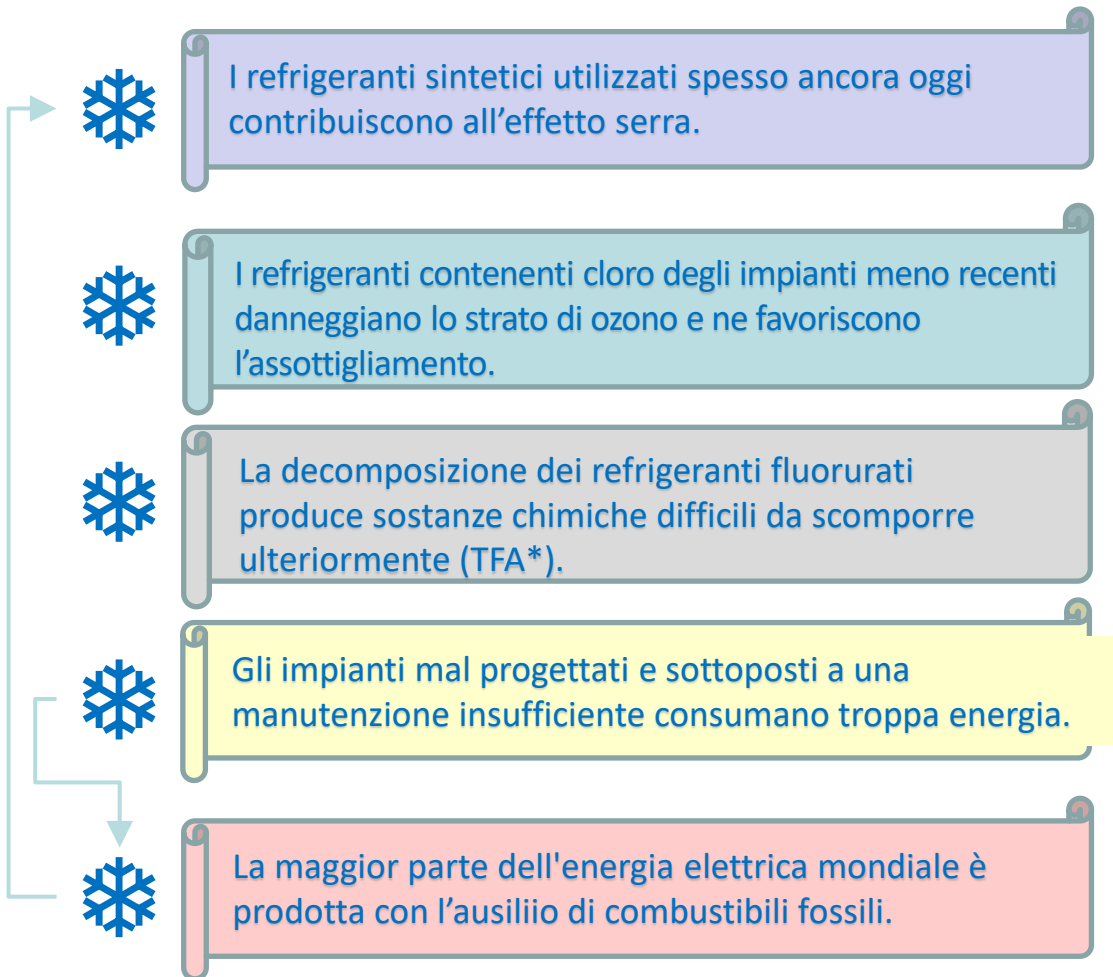 I refrigeranti sintetici utilizzati spesso ancora oggi
contribuiscono all’effetto serra.
I refrigeranti contenenti cloro degli impianti meno recenti
danneggiano lo strato di ozono e ne favoriscono
l’assottigliamento.
La decomposizione dei refrigeranti fluorurati
produce sostanze chimiche difficili da scomporre
ulteriormente (TFA*).
Gli impianti mal progettati e sottoposti a una
manutenzione insufficiente consumano troppa energia.
La maggior parte dell'energia elettrica mondiale è
prodotta con l’ausiliio di combustibili fossili.